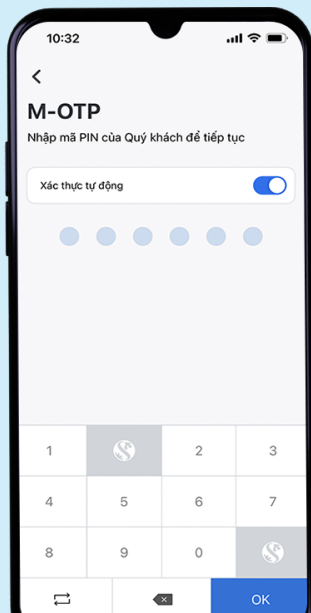 10:32
M-OTP
Nhập mã PIN của Quý khách để tiếp tục
Xác thực tự động
1 2 3
4 5 6 7
8 9 0
OK